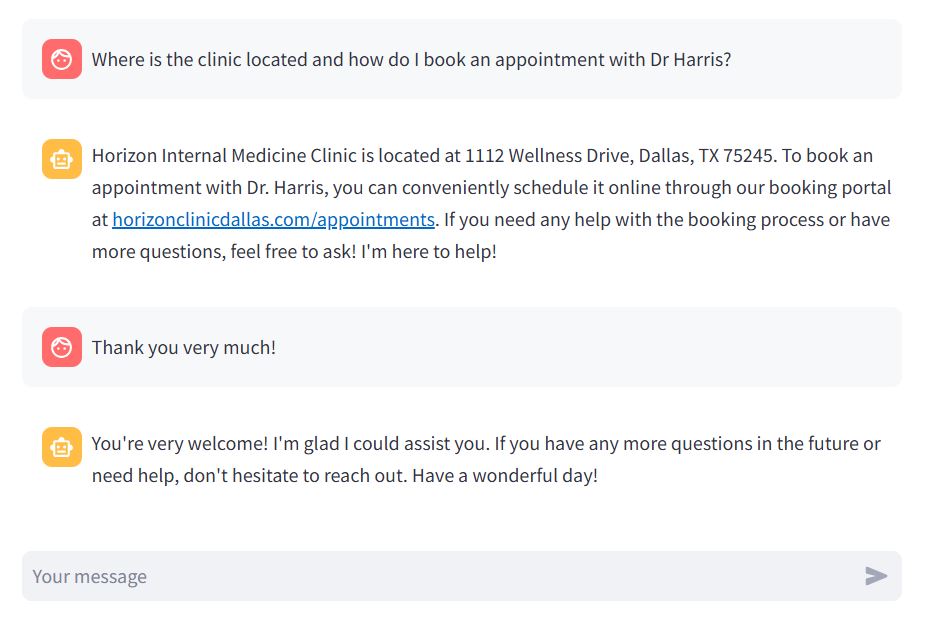 Where is the clinic located and how do I book an appointment with Dr Harris?
Horizon Internal Medicine Clinic is located at 1112 Wellness Drive, Dallas, TX 75245. To book an
appointment with Dr. Harris, you can conveniently schedule it online through our booking portal
at horizonclinicdallas.com/appointments. If you need any help with the booking process or have
more questions, feel free to ask! I'm here to help!
Thank you very much!
You're very welcome! I'm glad I could assist you. If you have any more questions in the future or
need help, don't hesitate to reach out. Have a wonderful day!
Your message